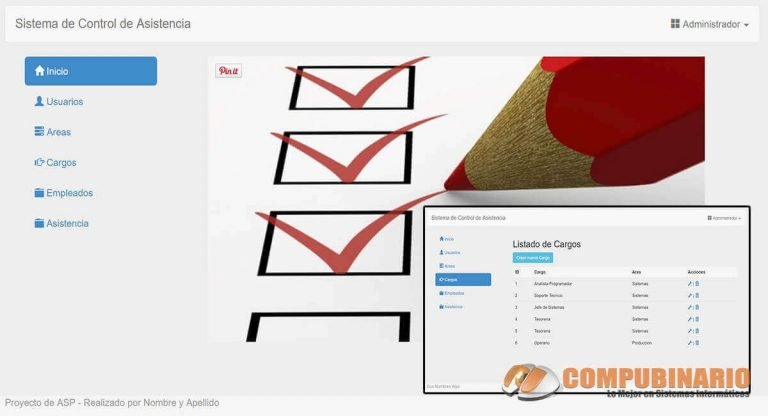 Sistema de Control de Asistencia
Administrador
Inicio
Pin it
Usuarios
Areas
Cargos
Empleados
Asistencia
Sistema de Control de Asistencia
Administrador
Inicio
Usuarios
Areas
Cargos
Empleados
Asistencia
Listado de Cargos
Crear nuevo Cargo
ID Cargo Area Acciones
1 Analista-Programador Sistemas
2 Soporte Tecnico Sistemas
3 Jefe de Sistemas Sistemas
4 Tesoreria Sistemas
5 Tesoreria Sistemas
6 Operario Produccion
Sus Nombres Aqui
COMPUBINARIO
Lo Mejor en Sistemas Informáticos
Proyecto de ASP - Realizado por Nombre y Apellido